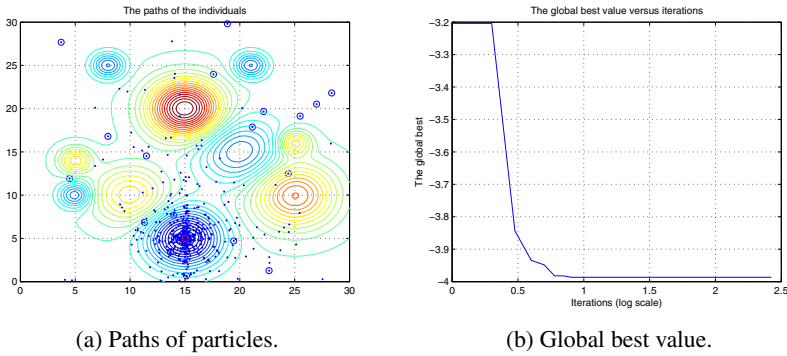 The paths of the individuals
30
25
20
15
10
5
0
0 5 10 15 20 25 30
(a) Paths of particles.
The global best value versus iterations
The global best
−3.2
−3.3
−3.4
−3.5
−3.6
−3.7
−3.8
−3.9
−4
0 0.5 1 1.5 2 2.5
Iterations (log scale)
(b) Global best value.